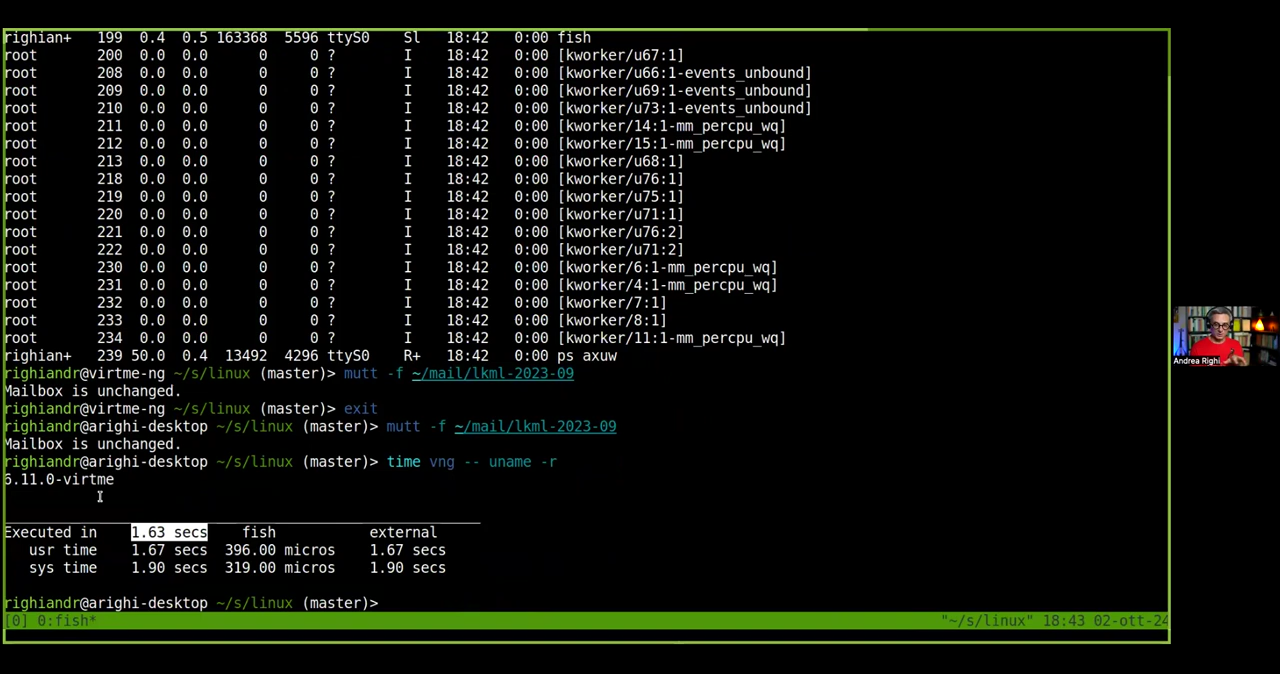 righian+ 199 0.4 0.5 163368 5596 ttyS0 Sl 18:42 0:00 fish
root 200 0.0 0.0 0 0 ? I 18:42 0:00 [kworker/u67:1]
root 208 0.0 0.0 0 0 ? I 18:42 0:00 [kworker/u66:1-events_unbound]
root 209 0.0 0.0 0 0 ? I 18:42 0:00 [kworker/u69:1-events_unbound]
root 210 0.0 0.0 0 0 ? I 18:42 0:00 [kworker/u73:1-events_unbound]
root 211 0.0 0.0 0 0 ? I 18:42 0:00 [kworker/14:1-mm_percpu_wq]
root 212 0.0 0.0 0 0 ? I 18:42 0:00 [kworker/15:1-mm_percpu_wq]
root 213 0.0 0.0 0 0 ? I 18:42 0:00 [kworker/u68:1]
root 218 0.0 0.0 0 0 ? I 18:42 0:00 [kworker/u76:1]
root 219 0.0 0.0 0 0 ? I 18:42 0:00 [kworker/u75:1]
root 220 0.0 0.0 0 0 ? I 18:42 0:00 [kworker/u71:1]
root 221 0.0 0.0 0 0 ? I 18:42 0:00 [kworker/u76:2]
root 222 0.0 0.0 0 0 ? I 18:42 0:00 [kworker/u71:2]
root 230 0.0 0.0 0 0 ? I 18:42 0:00 [kworker/6:1-mm_percpu_wq]
root 231 0.0 0.0 0 0 ? I 18:42 0:00 [kworker/4:1-mm_percpu_wq]
root 232 0.0 0.0 0 0 ? I 18:42 0:00 [kworker/7:1]
root 233 0.0 0.0 0 0 ? I 18:42 0:00 [kworker/8:1]
root 234 0.0 0.0 0 0 ? I 18:42 0:00 [kworker/11:1-mm_percpu_wq]
righian+ 239 50.0 0.4 13492 4296 ttyS0 R+ 18:42 0:00 ps axuw
righiandr@virtme-ng ~/s/linux (master)> mutt -f ~/mail/lkml-2023-09
Mailbox is unchanged.
righiandr@virtme-ng ~/s/linux (master)> exit
righiandr@arighi-desktop ~/s/linux (master)> mutt -f ~/mail/lkml-2023-09
Mailbox is unchanged.
righiandr@arighi-desktop ~/s/linux (master)> time vng -- uname -r
6.11.0-virtme
Executed in 1.63 secs fish external
usr time 1.67 secs 396.00 micros 1.67 secs
sys time 1.90 secs 319.00 micros 1.90 secs
righiandr@arighi-desktop ~/s/linux (master)>
[0] 0:fish* "~/s/linux" 18:43 02-ott-24
Andrea Righi